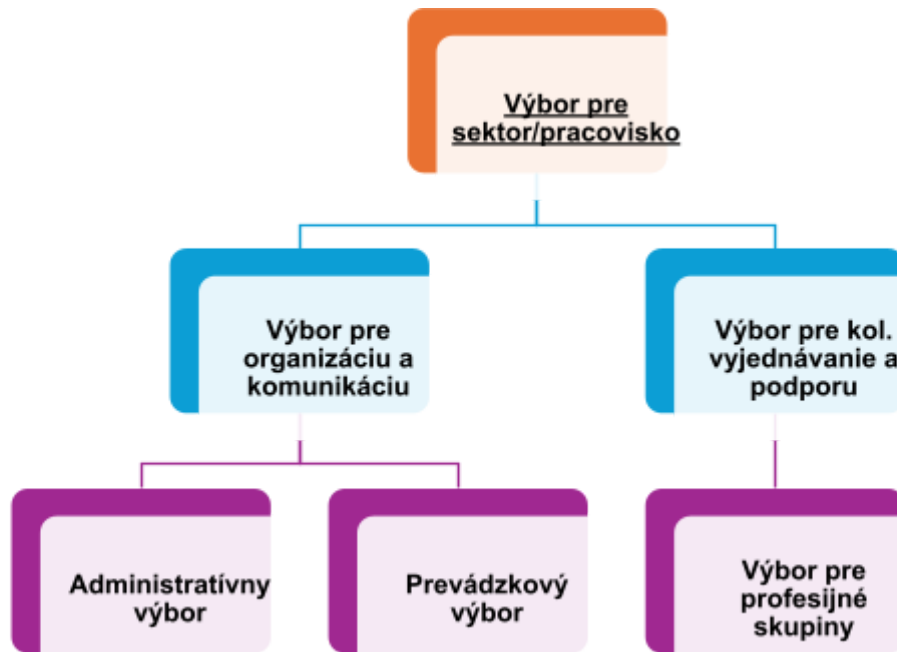 Výbor pre
sektor/pracovisko
Výbor pre
organizáciu a
komunikáciu
Výbor pre kol.
vyjednávanie a
podporu
Administratívny
výbor
Prevádzkový
výbor
Výbor pre
profesijné
skupiny